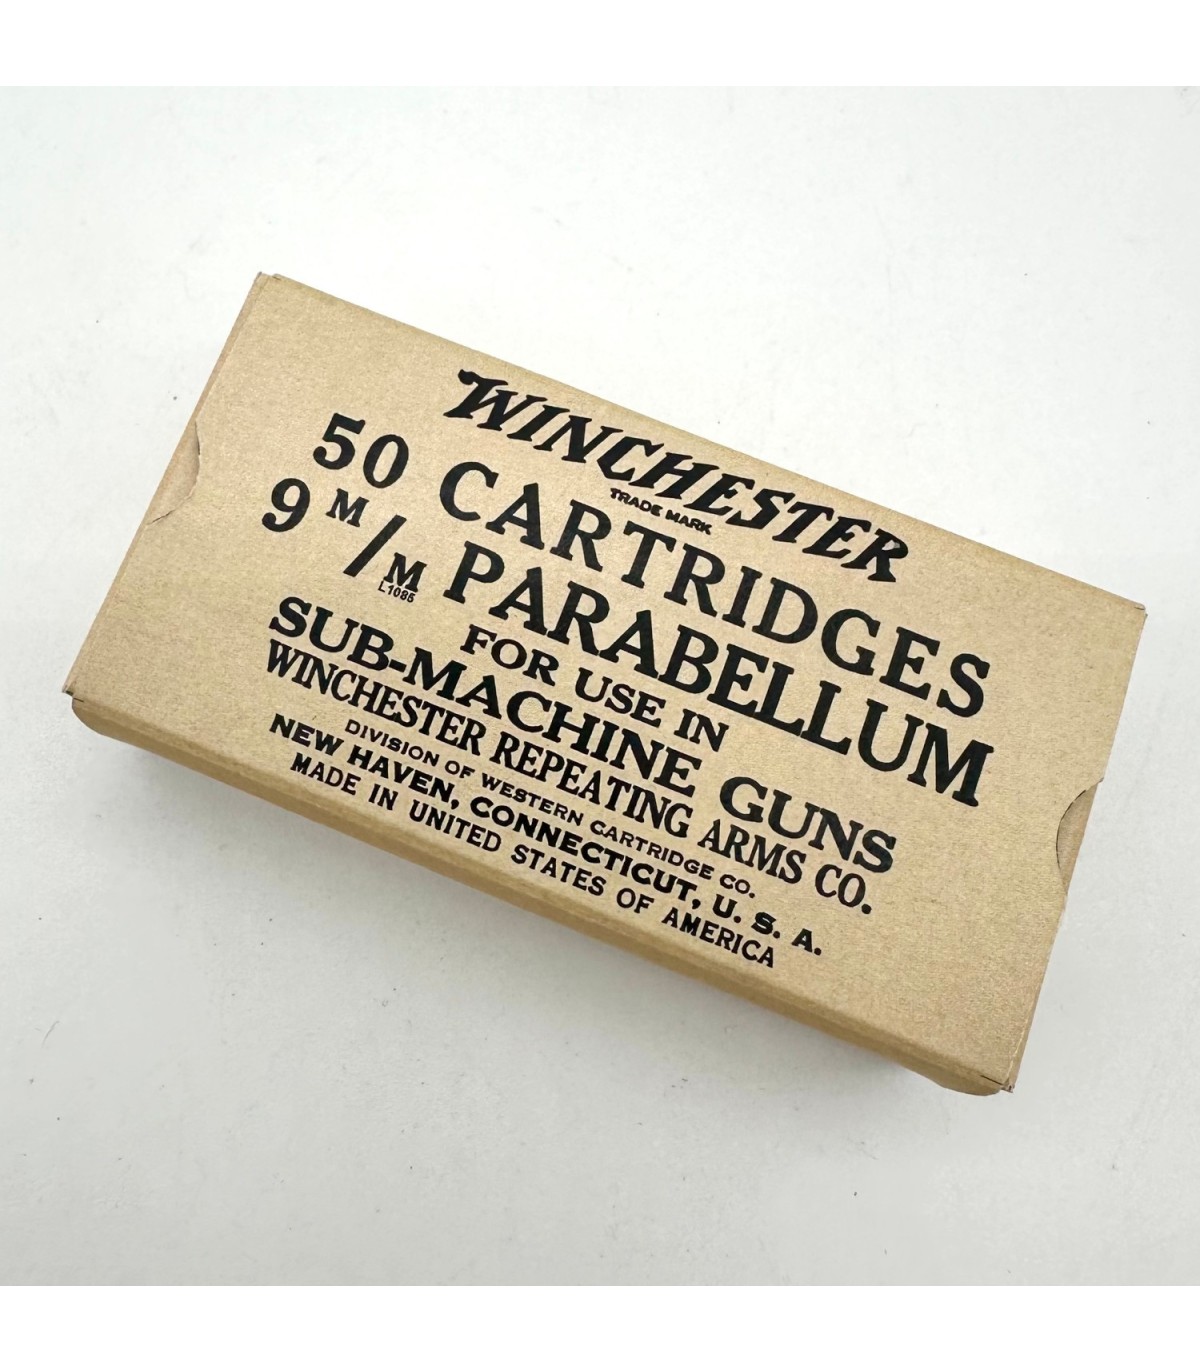 WINCHESTER
TRADE MARK
50 CARTRIDGES
9 M/M PARABELLUM
L1085
FOR USE IN
SUB-MACHINE GUNS
WINCHESTER REPEATING ARMS CO.
DIVISION OF WESTERN CARTRIDGE CO.
NEW HAVEN, CONNECTICUT, U. S. A.
MADE IN UNITED STATES OF AMERICA